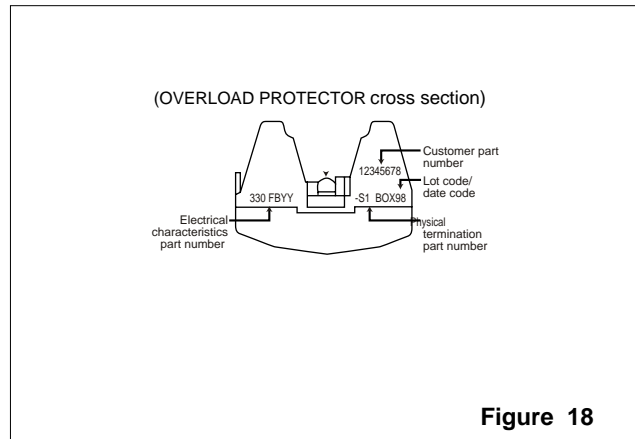 (OVERLOAD PROTECTOR cross section)
Customer part
number
12345678
Lot code/
date code
330 FBYY
-S1 BOX98
Electrical
characteristics
part number
Physical
termination
part number
Figure 18